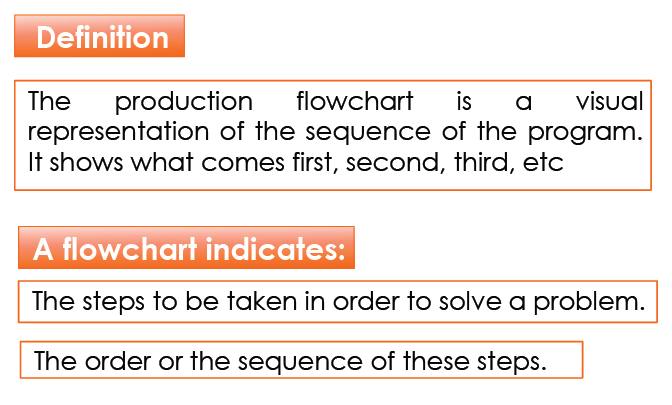 Definition
The production flowchart is a visual
representation of the sequence of the program.
It shows what comes first, second, third, etc
A flowchart indicates:
The steps to be taken in order to solve a problem.
The order or the sequence of these steps.